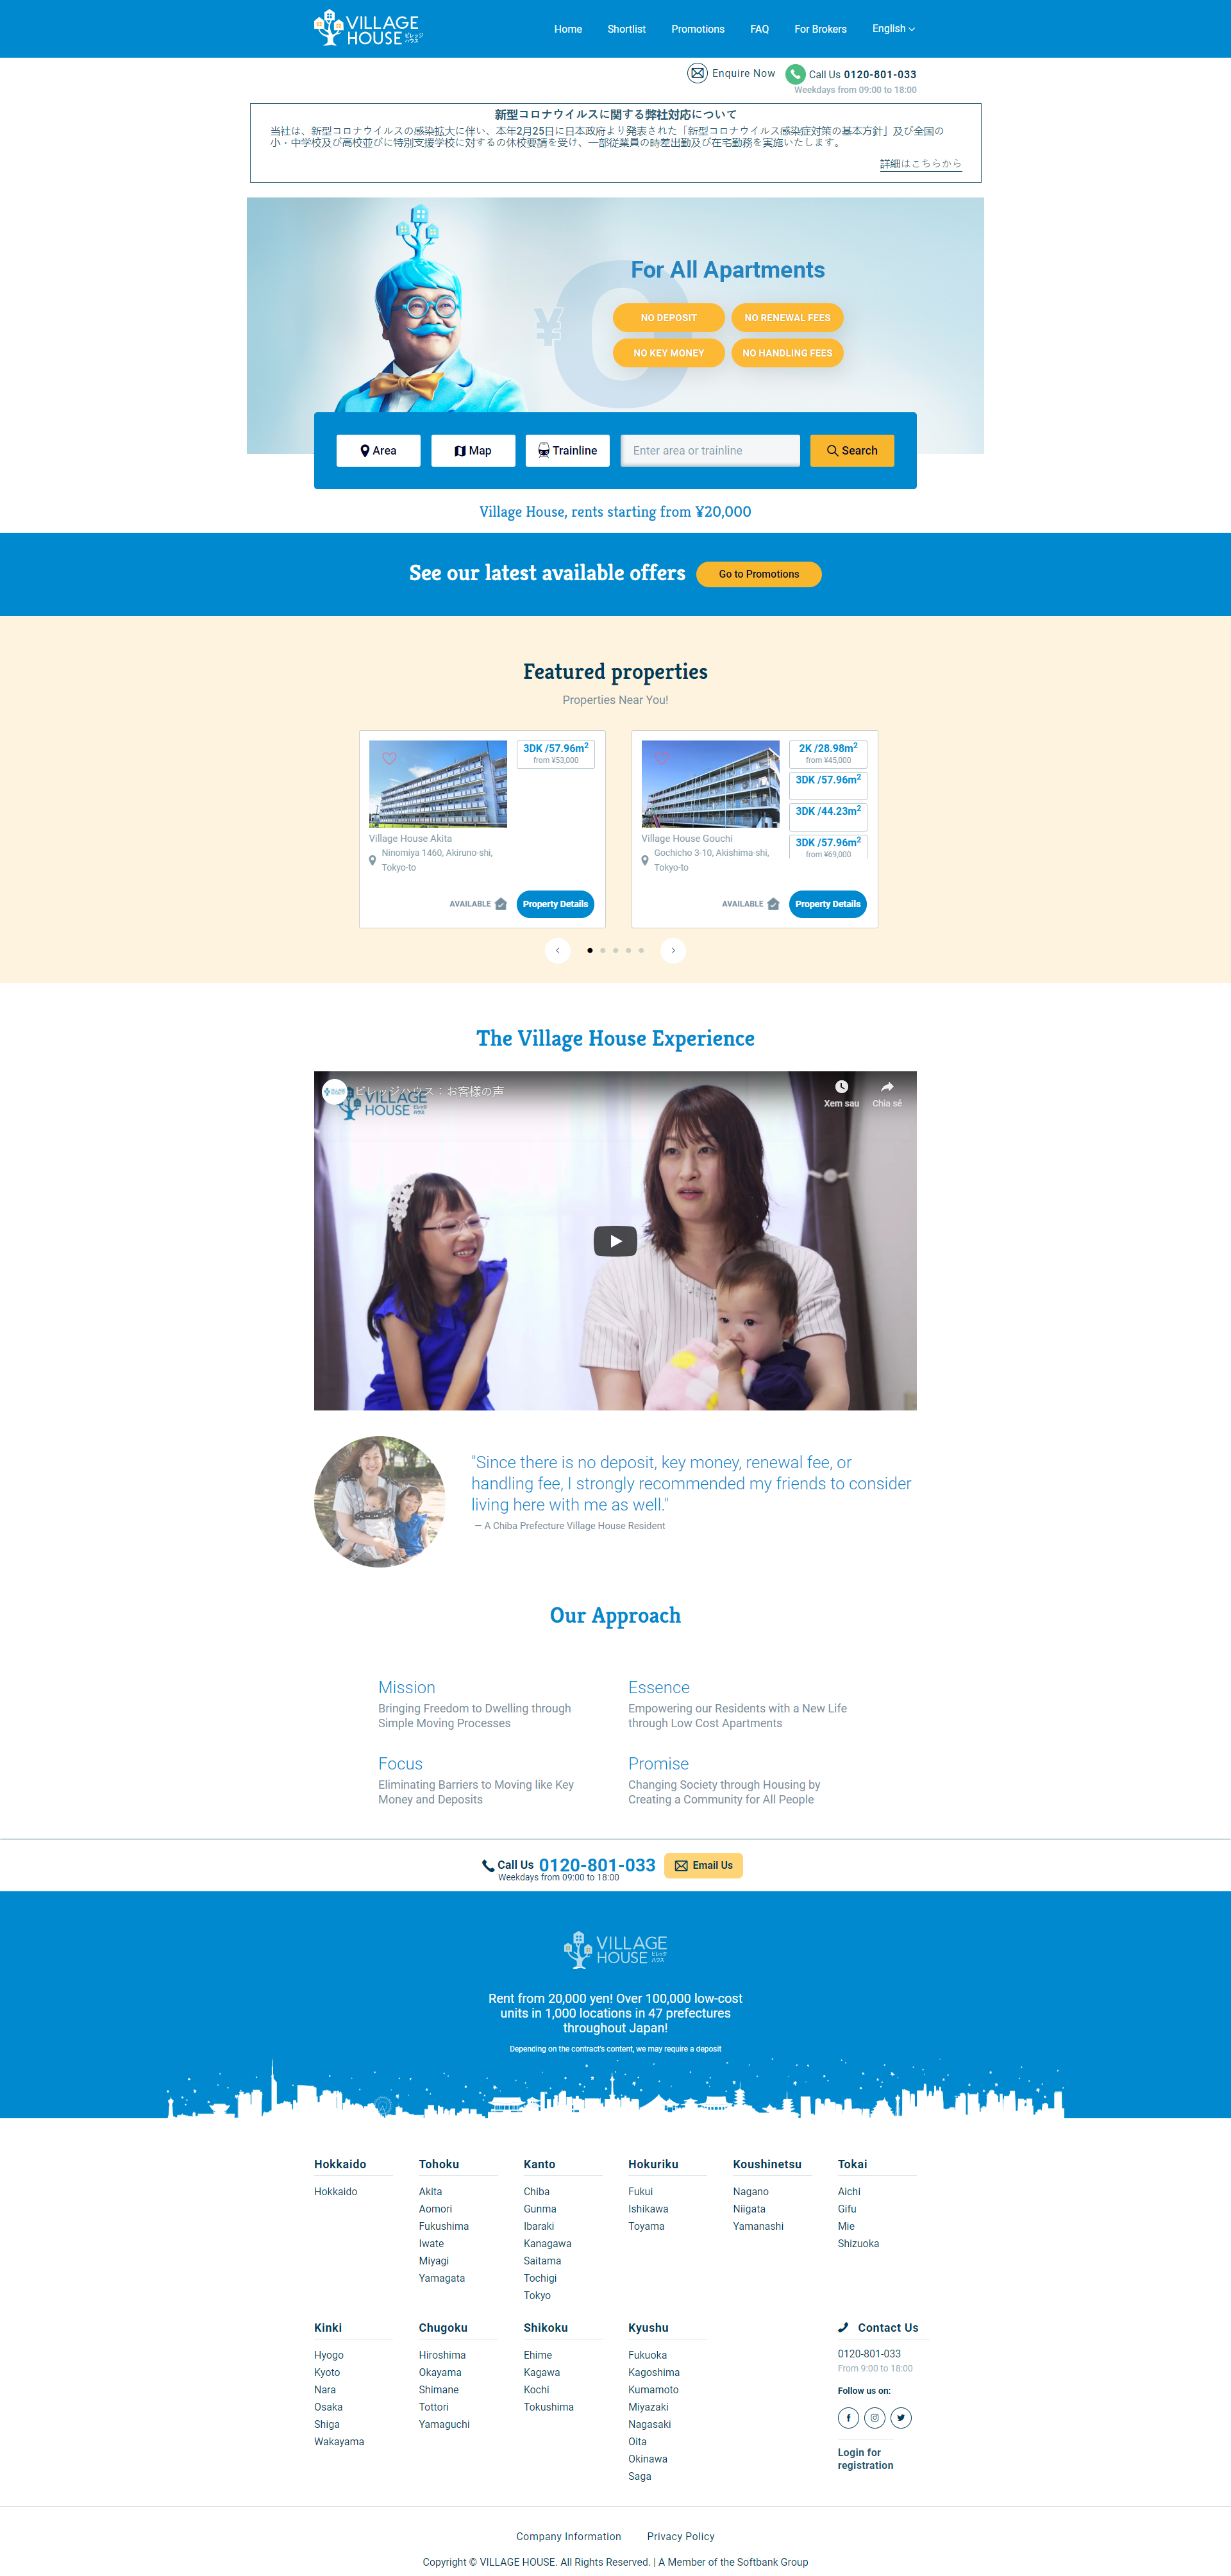 VILLAGE
HOUSE ビレッジハウス
Home Shortlist Promotions FAQ For Brokers English
Enquire Now Call Us 0120-801-033
Weekdays from 09:00 to 18:00
新型コロナウイルスに関する弊社対応について
当社は、新型コロナウイルスの感染拡大に伴い、本年2月25日に日本政府より発表された「新型コロナウイルス感染症対策の基本方針」及び全国の
小・中学校及び高校並びに特別支援学校に対するの休校要請を受け、一部従業員の時差出勤及び在宅勤務を実施いたします。
詳細はこちらから
¥0
For All Apartments
NO DEPOSIT NO RENEWAL FEES
NO KEY MONEY NO HANDLING FEES
Area Map Trainline Enter area or trainline Search
Village House, rents starting from ¥20,000
See our latest available offers Go to Promotions
Featured properties
Properties Near You!
3DK /57.96m2
from ¥53,000
Village House Akita
Ninomiya 1460, Akiruno-shi,
Tokyo-to
AVAILABLE Property Details
2K /28.98m2
from ¥45,000
3DK /57.96m2
3DK /44.23m2
3DK /57.96m2
from ¥69,000
Village House Gouchi
Gochicho 3-10, Akishima-shi,
Tokyo-to
AVAILABLE Property Details
The Village House Experience
ビレッジハウス：お客様の声
VILLAGE
HOUSE ビレッジハウス
Xem sau Chia sẻ
"Since there is no deposit, key money, renewal fee, or
handling fee, I strongly recommended my friends to consider
living here with me as well."
— A Chiba Prefecture Village House Resident
Our Approach
Mission
Bringing Freedom to Dwelling through
Simple Moving Processes
Essence
Empowering our Residents with a New Life
through Low Cost Apartments
Focus
Eliminating Barriers to Moving like Key
Money and Deposits
Promise
Changing Society through Housing by
Creating a Community for All People
Call Us 0120-801-033 Email Us
Weekdays from 09:00 to 18:00
VILLAGE
HOUSE ビレッジハウス
Rent from 20,000 yen! Over 100,000 low-cost
units in 1,000 locations in 47 prefectures
throughout Japan!
Depending on the contract's content, we may require a deposit
Hokkaido
Hokkaido
Tohoku
Akita
Aomori
Fukushima
Iwate
Miyagi
Yamagata
Kanto
Chiba
Gunma
Ibaraki
Kanagawa
Saitama
Tochigi
Tokyo
Hokuriku
Fukui
Ishikawa
Toyama
Koushinetsu
Nagano
Niigata
Yamanashi
Tokai
Aichi
Gifu
Mie
Shizuoka
Kinki
Hyogo
Kyoto
Nara
Osaka
Shiga
Wakayama
Chugoku
Hiroshima
Okayama
Shimane
Tottori
Yamaguchi
Shikoku
Ehime
Kagawa
Kochi
Tokushima
Kyushu
Fukuoka
Kagoshima
Kumamoto
Miyazaki
Nagasaki
Oita
Okinawa
Saga
Contact Us
0120-801-033
From 9:00 to 18:00
Follow us on:
Login for
registration
Company Information Privacy Policy
Copyright © VILLAGE HOUSE. All Rights Reserved. | A Member of the Softbank Group